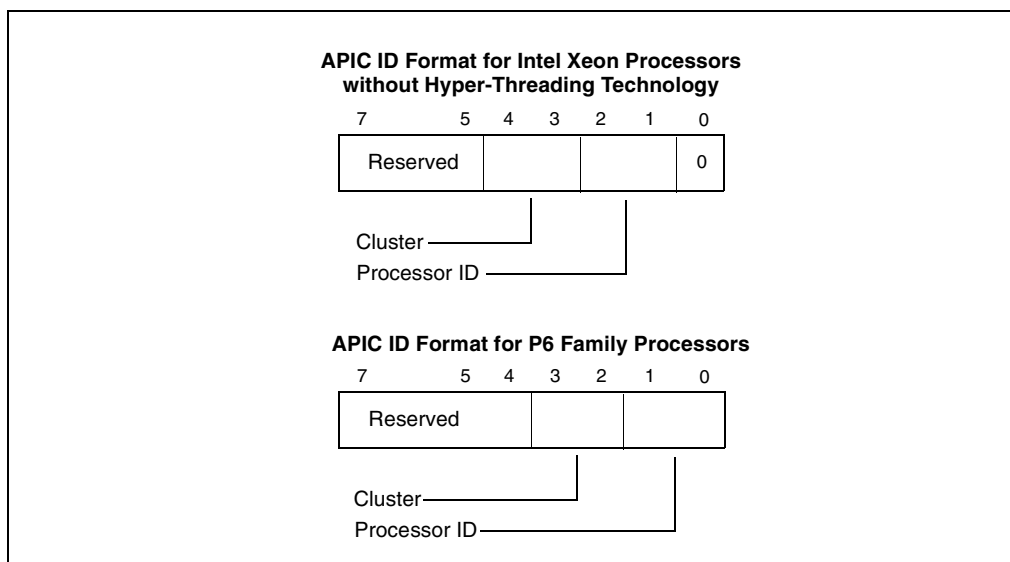 APIC ID Format for Intel Xeon Processors
without Hyper-Threading Technology
7 5 4 3 2 1 0
Reserved 0
Cluster
Processor ID
APIC ID Format for P6 Family Processors
7 5 4 3 2 1 0
Reserved
Cluster
Processor ID